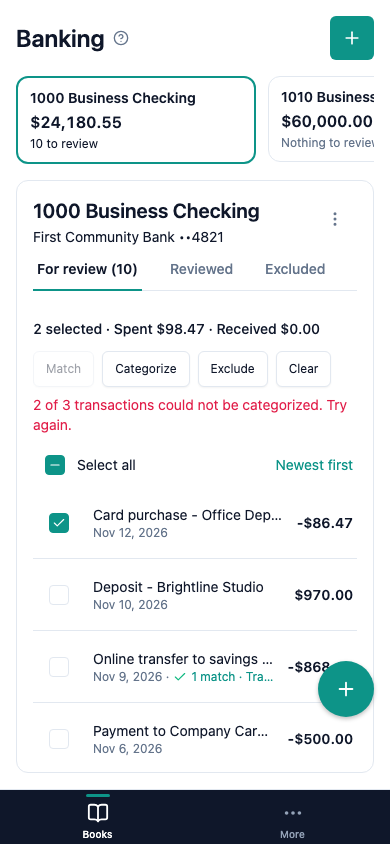 Banking
1000 Business Checking
$24,180.55
10 to review
1010 Business
$60,000.00
Nothing to review
1000 Business Checking
First Community Bank ••4821
For review (10)
Reviewed
Excluded
2 selected · Spent $98.47 · Received $0.00
Match
Categorize
Exclude
Clear
2 of 3 transactions could not be categorized. Try
again.
Select all
Newest first
Card purchase - Office Dep...
-$86.47
Nov 12, 2026
Deposit - Brightline Studio
$970.00
Nov 10, 2026
Online transfer to savings ...
-$868
Nov 9, 2026 · 1 match · Tra...
Payment to Company Car...
-$500.00
Nov 6, 2026
Books
More